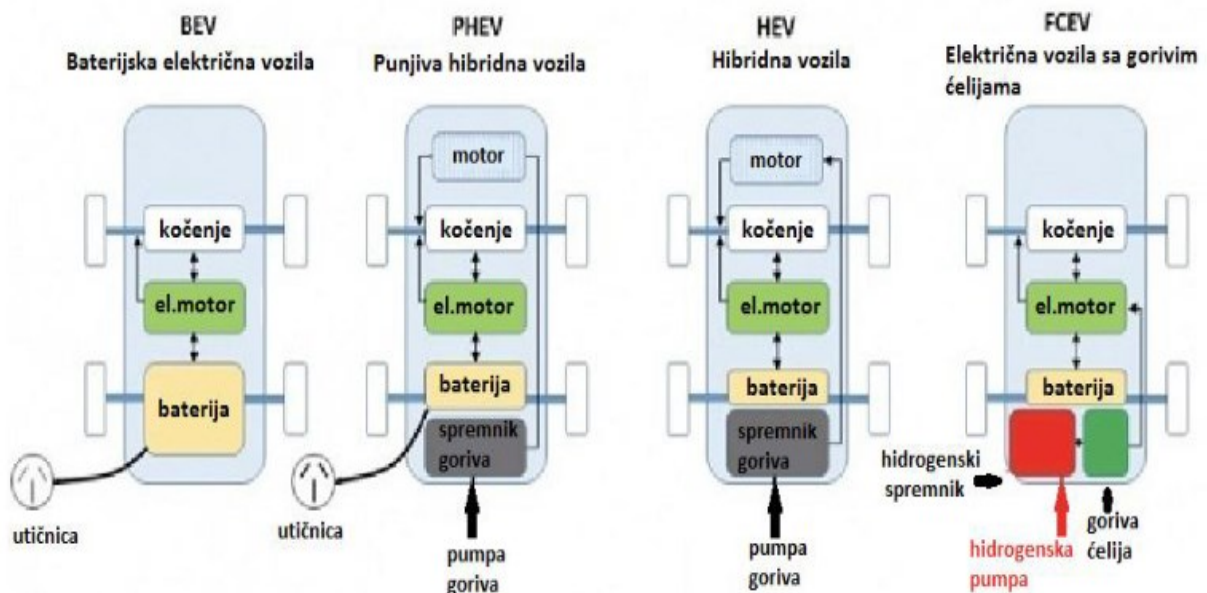 BEV
Baterijska električna vozila
kočenje
el.motor
baterija
utičnica
PHEV
Punjiva hibridna vozila
motor
kočenje
el.motor
baterija
spremnik
goriva
utičnica
pumpa
goriva
HEV
Hibridna vozila
motor
kočenje
el.motor
baterija
spremnik
goriva
pumpa
goriva
FCEV
Električna vozila sa gorivim
ćelijama
kočenje
el.motor
baterija
hidrogenski
spremnik
hidrogenska
pumpa
goriva
ćelija